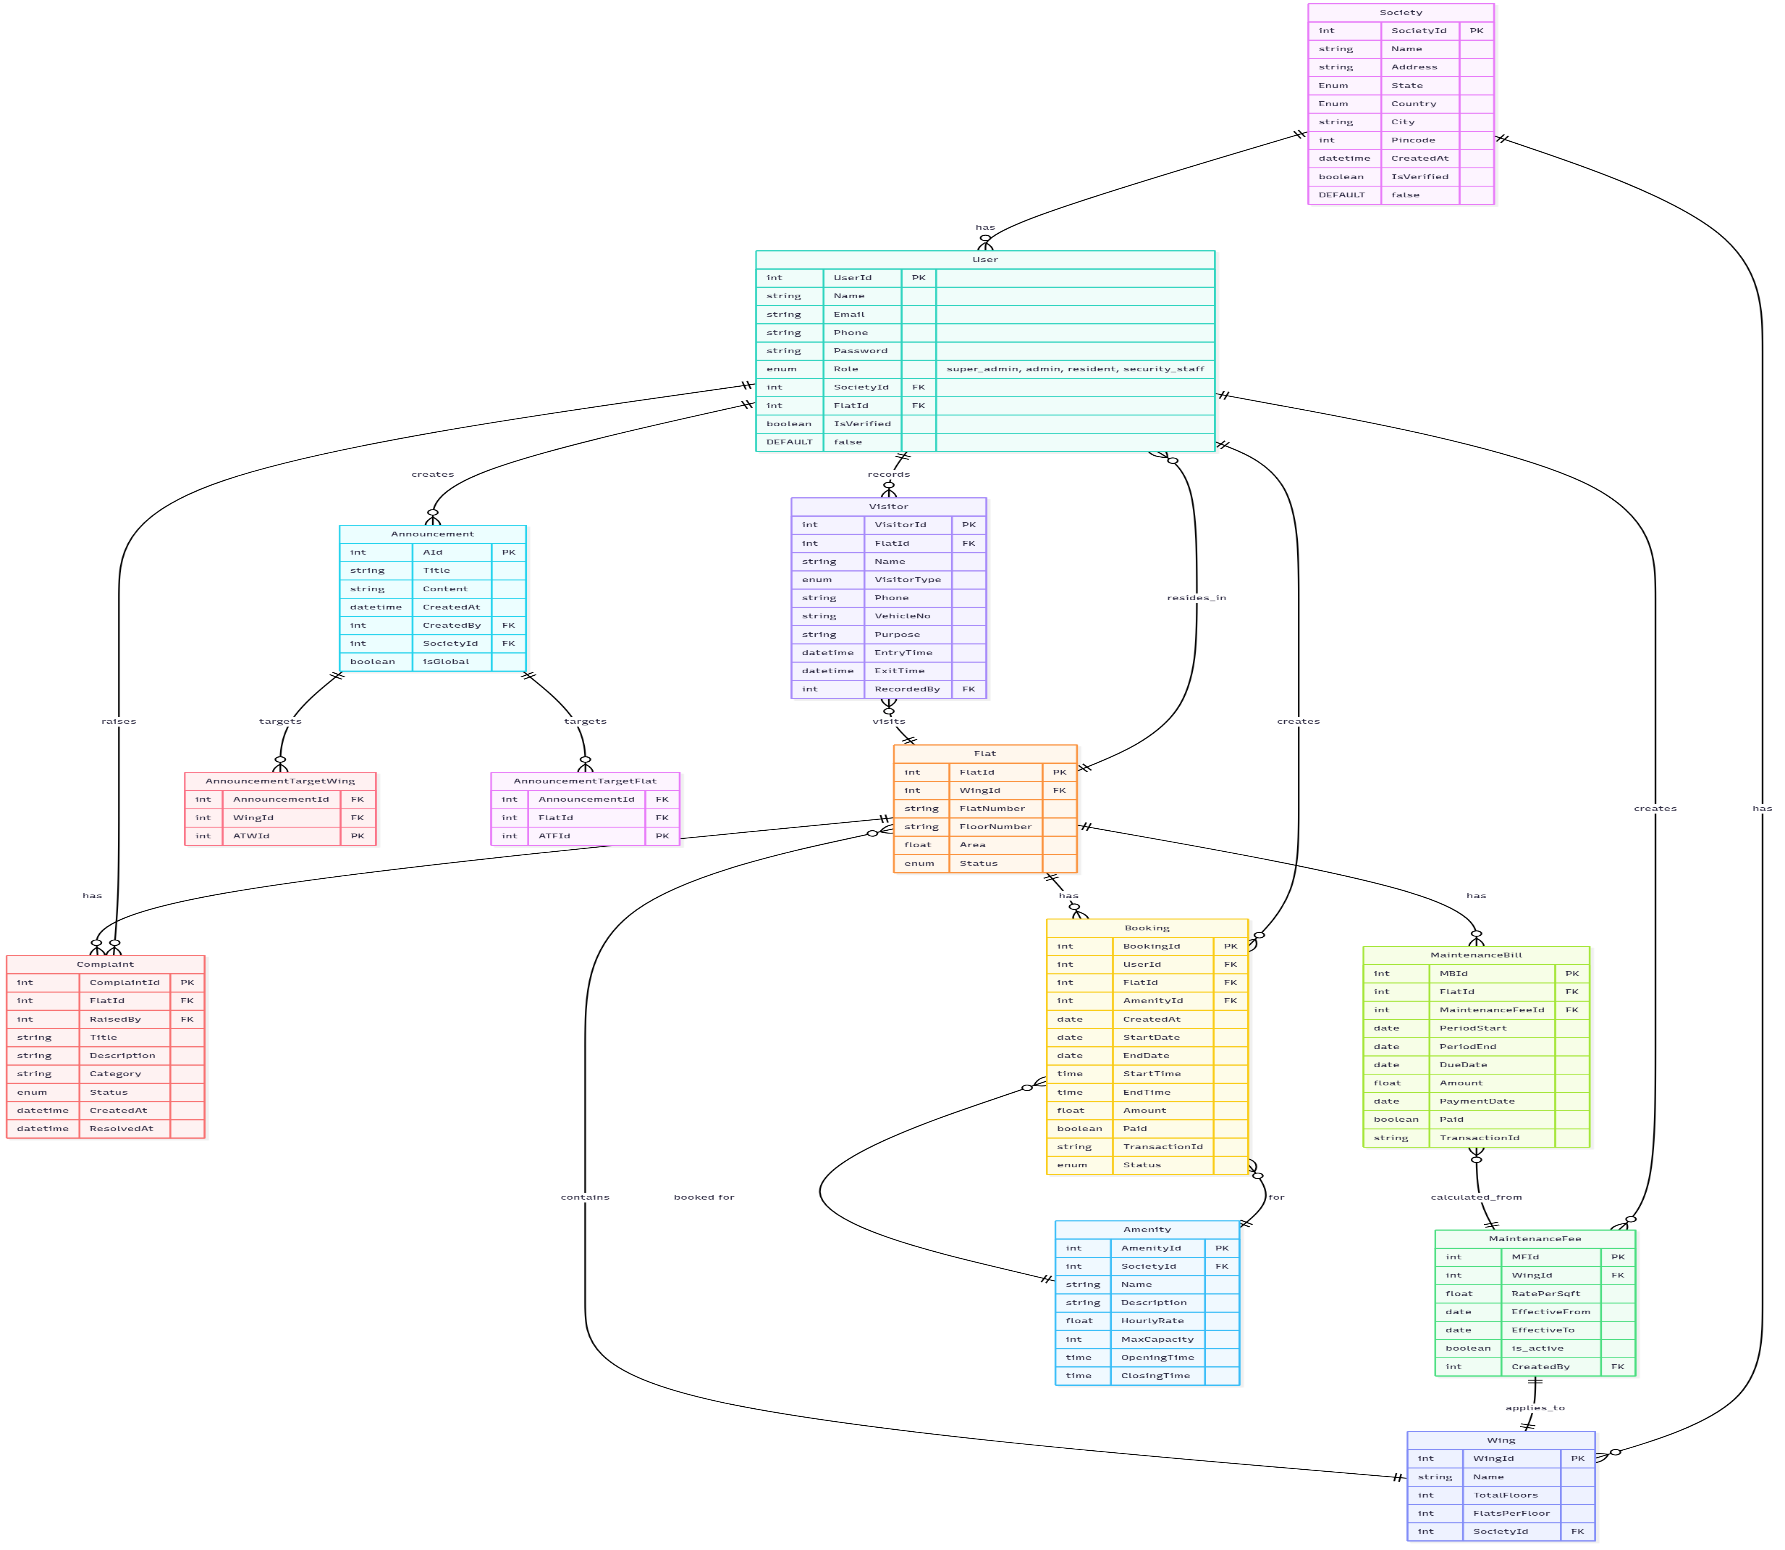 Society
int SocietyId PK
string Name
string Address
Enum State
Enum Country
string City
int Pincode
datetime CreatedAt
boolean IsVerified
DEFAULT false
has
User
int UserId PK
string Name
string Email
string Phone
string Password
enum Role super_admin, admin, resident, security_staff
int SocietyId FK
int FlatId FK
boolean IsVerified
DEFAULT false
creates
records
Visitor
int VisitorId PK
int FlatId FK
string Name
enum VisitorType
string Phone
string VehicleNo
string Purpose
datetime EntryTime
datetime ExitTime
int RecordedBy FK
Announcement
int AId PK
string Title
string Content
datetime CreatedAt
int CreatedBy FK
int SocietyId FK
boolean isGlobal
resides_in
raises
targets
targets
visits
creates
AnnouncementTargetWing
int AnnouncementId FK
int WingId FK
int ATWId PK
AnnouncementTargetFlat
int AnnouncementId FK
int FlatId FK
int ATFId PK
Flat
int FlatId PK
int WingId FK
string FlatNumber
string FloorNumber
float Area
enum Status
creates
has
has
has
has
Complaint
int ComplaintId PK
int FlatId FK
int RaisedBy FK
string Title
string Description
string Category
enum Status
datetime CreatedAt
datetime ResolvedAt
Booking
int BookingId PK
int UserId FK
int FlatId FK
int AmenityId FK
date CreatedAt
date StartDate
date EndDate
time StartTime
time EndTime
float Amount
boolean Paid
string TransactionId
enum Status
MaintenanceBill
int MBId PK
int FlatId FK
int MaintenanceFeeId FK
date PeriodStart
date PeriodEnd
date DueDate
float Amount
date PaymentDate
boolean Paid
string TransactionId
contains
booked for
for
calculated_from
Amenity
int AmenityId PK
int SocietyId FK
string Name
string Description
float HourlyRate
int MaxCapacity
time OpeningTime
time ClosingTime
MaintenanceFee
int MFId PK
int WingId FK
float RatePerSqft
date EffectiveFrom
date EffectiveTo
boolean is_active
int CreatedBy FK
applies_to
Wing
int WingId PK
string Name
int TotalFloors
int FlatsPerFloor
int SocietyId FK